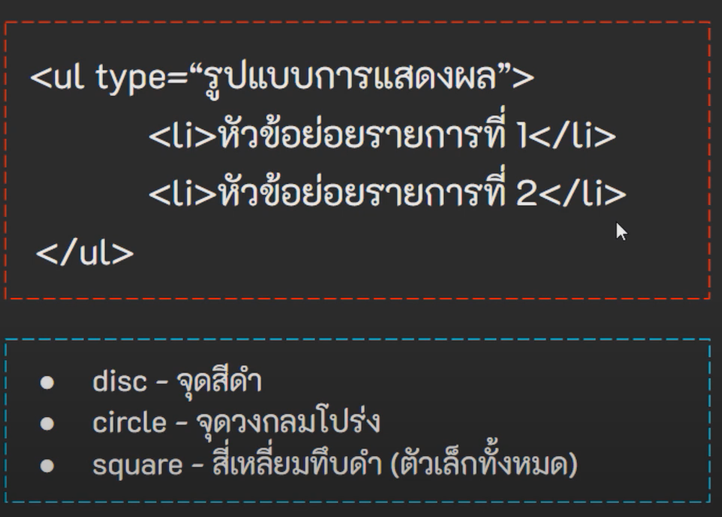 <ul type=“รูปแบบการแสดงผล”>
<li>หัวข้อย่อยรายการที่ 1</li>
<li>หัวข้อย่อยรายการที่ 2</li>
</ul>
● disc - จุดสีดำ
● circle - จุดวงกลมโปร่ง
● square - สี่เหลี่ยมทึบดำ (ตัวเล็กทั้งหมด)